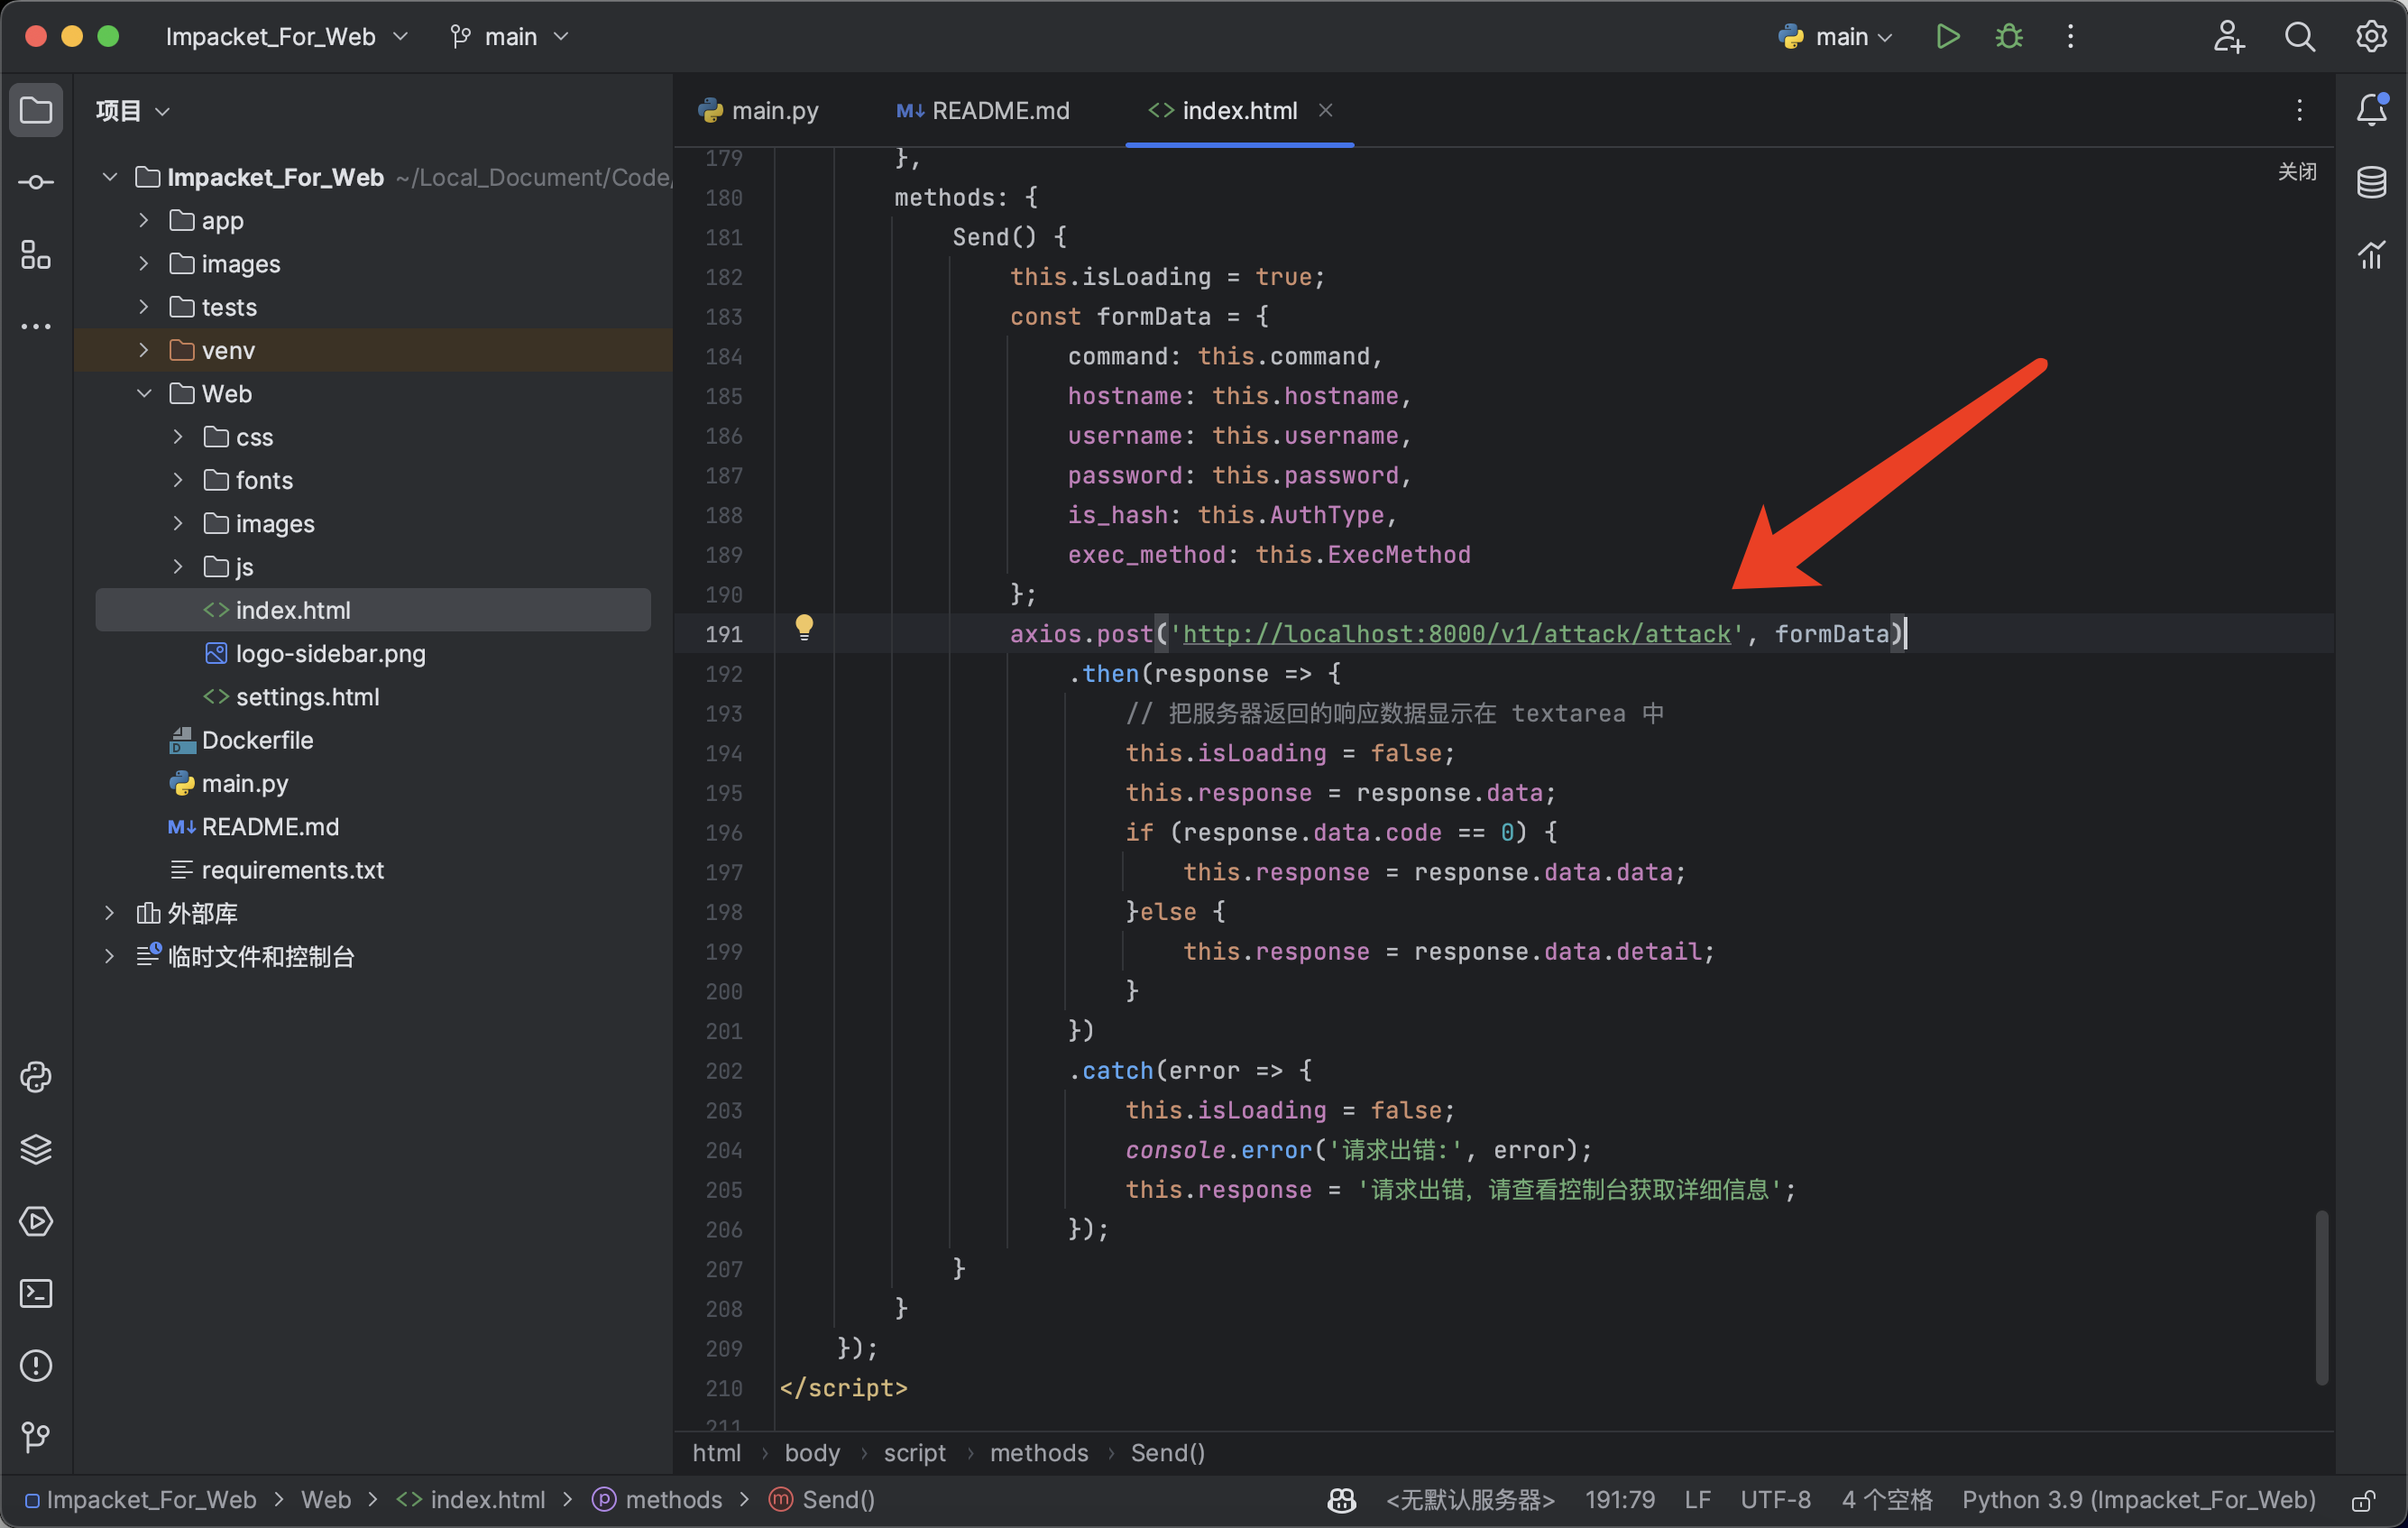 Impacket_For_Web
main
main
项目
main.py
README.md
index.html
关闭
Impacket_For_Web ~/Local_Document/Code/
app
images
tests
venv
Web
css
fonts
images
js
index.html
logo-sidebar.png
settings.html
Dockerfile
main.py
README.md
requirements.txt
外部库
临时文件和控制台
179 },
180 methods: {
181 Send() {
182 this.isLoading = true;
183 const formData = {
184 command: this.command,
185 hostname: this.hostname,
186 username: this.username,
187 password: this.password,
188 is_hash: this.AuthType,
189 exec_method: this.ExecMethod
190 };
191 axios.post('http://localhost:8000/v1/attack/attack', formData)
192 .then(response => {
193 // 把服务器返回的响应数据显示在 textarea 中
194 this.isLoading = false;
195 this.response = response.data;
196 if (response.data.code == 0) {
197 this.response = response.data.data;
198 }else {
199 this.response = response.data.detail;
200 }
201 })
202 .catch(error => {
203 this.isLoading = false;
204 console.error('请求出错:', error);
205 this.response = '请求出错，请查看控制台获取详细信息';
206 });
207 }
208 }
209 });
210 </script>
211
html › body › script › methods › Send()
Impacket_For_Web > Web > index.html > methods > Send()
<无默认服务器> 191:79 LF UTF-8 4 个空格 Python 3.9 (Impacket_For_Web)